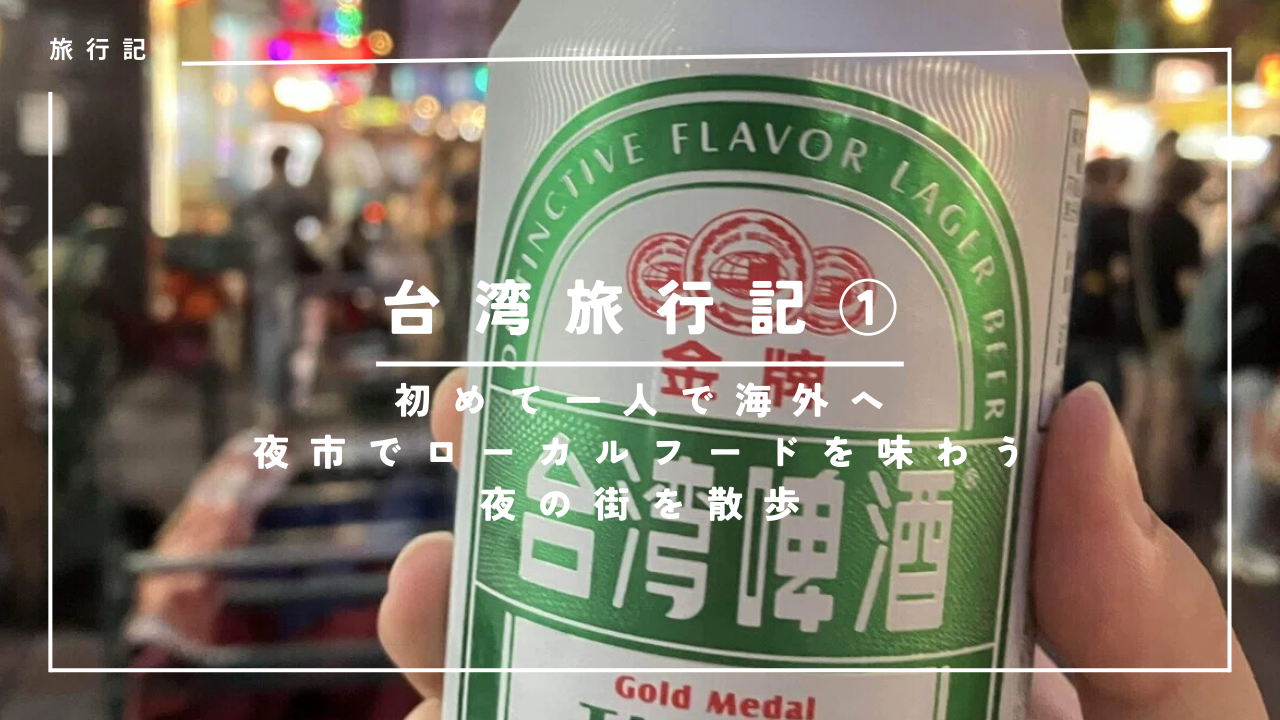 旅行記
DISTINCTIVE FLAVOR LAGER BEER
台湾旅行記①
金牌
初めて一人で海外へ
夜市でローカルフードを味わう
夜の街を散歩
台湾啤酒
®
Gold Medal